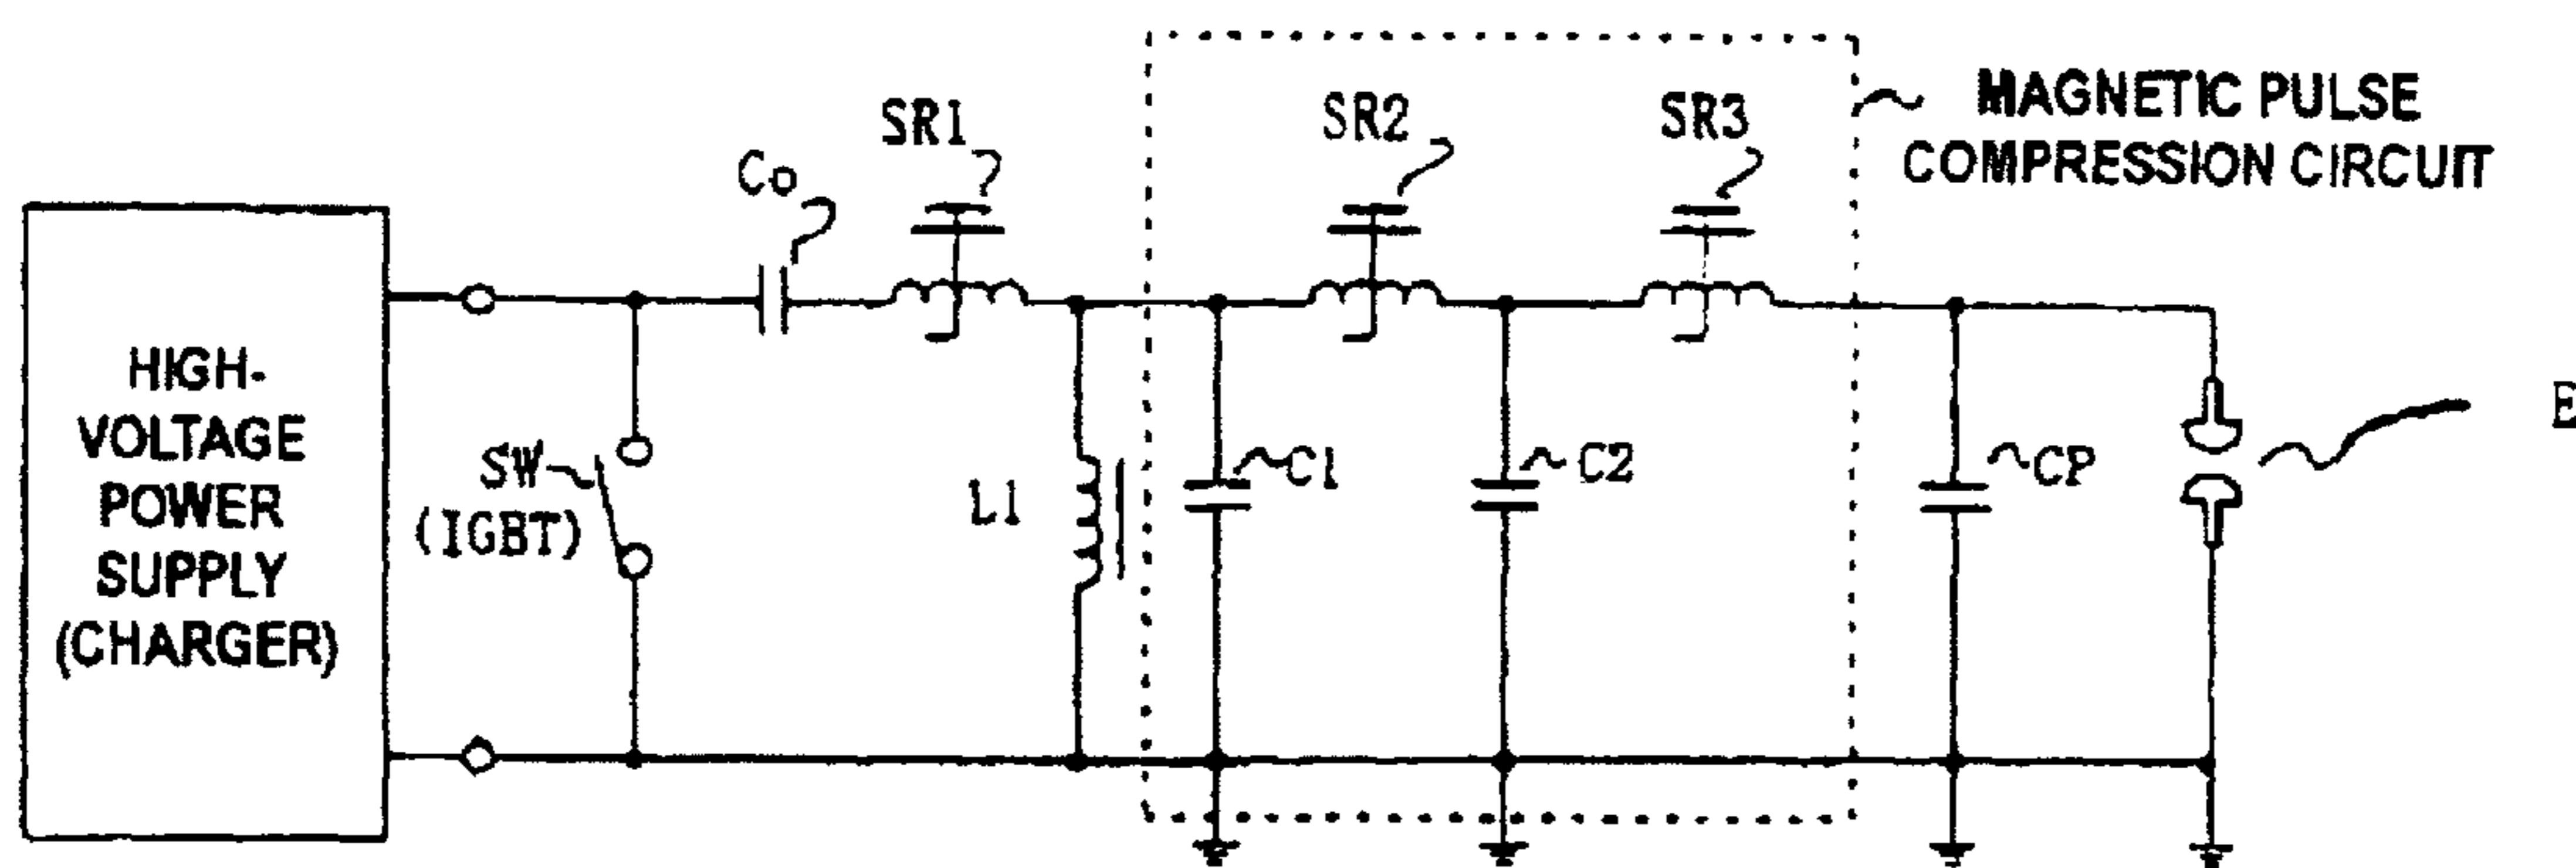 MAGNETIC PULSE
COMPRESSION CIRCUIT
SR1
SR2
SR3
Co
HIGH-
VOLTAGE
POWER
SUPPLY
(CHARGER)
SW
(IGBT)
L1
C1
C2
CP
E